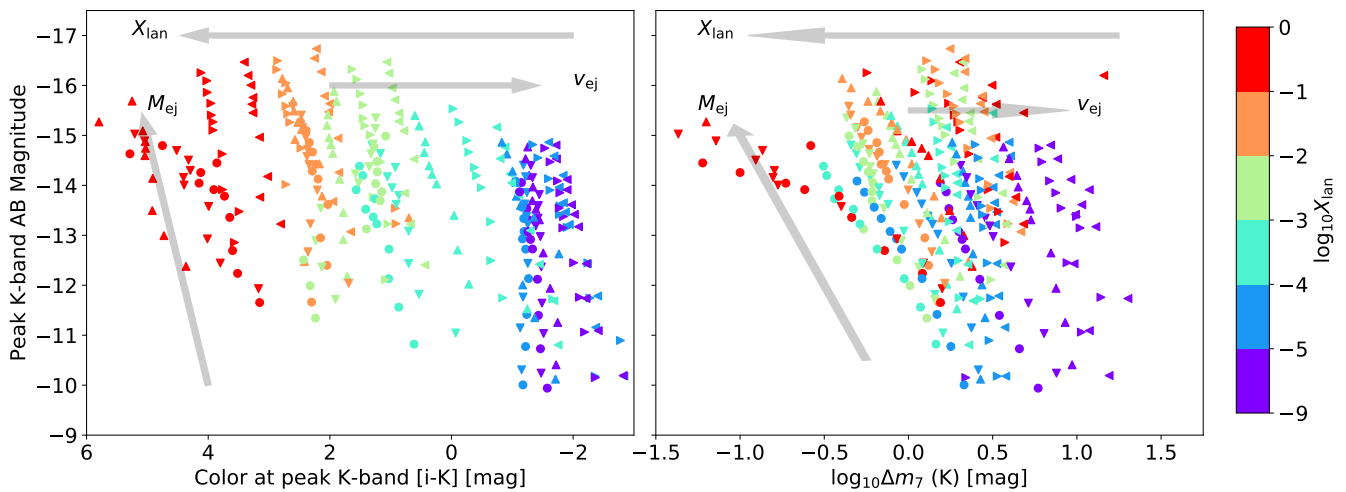 Peak K-band AB Magnitude
−17
−16
−15
−14
−13
−12
−11
−10
−9
X_lan
v_ej
M_ej
6 4 2 0 −2
Color at peak K-band [i-K] [mag]
X_lan
v_ej
M_ej
−1.5 −1.0 −0.5 0.0 0.5 1.0 1.5
log₁₀Δm₇ (K) [mag]
0
−1
−2
−3
−4
−5
−9
log₁₀X_lan